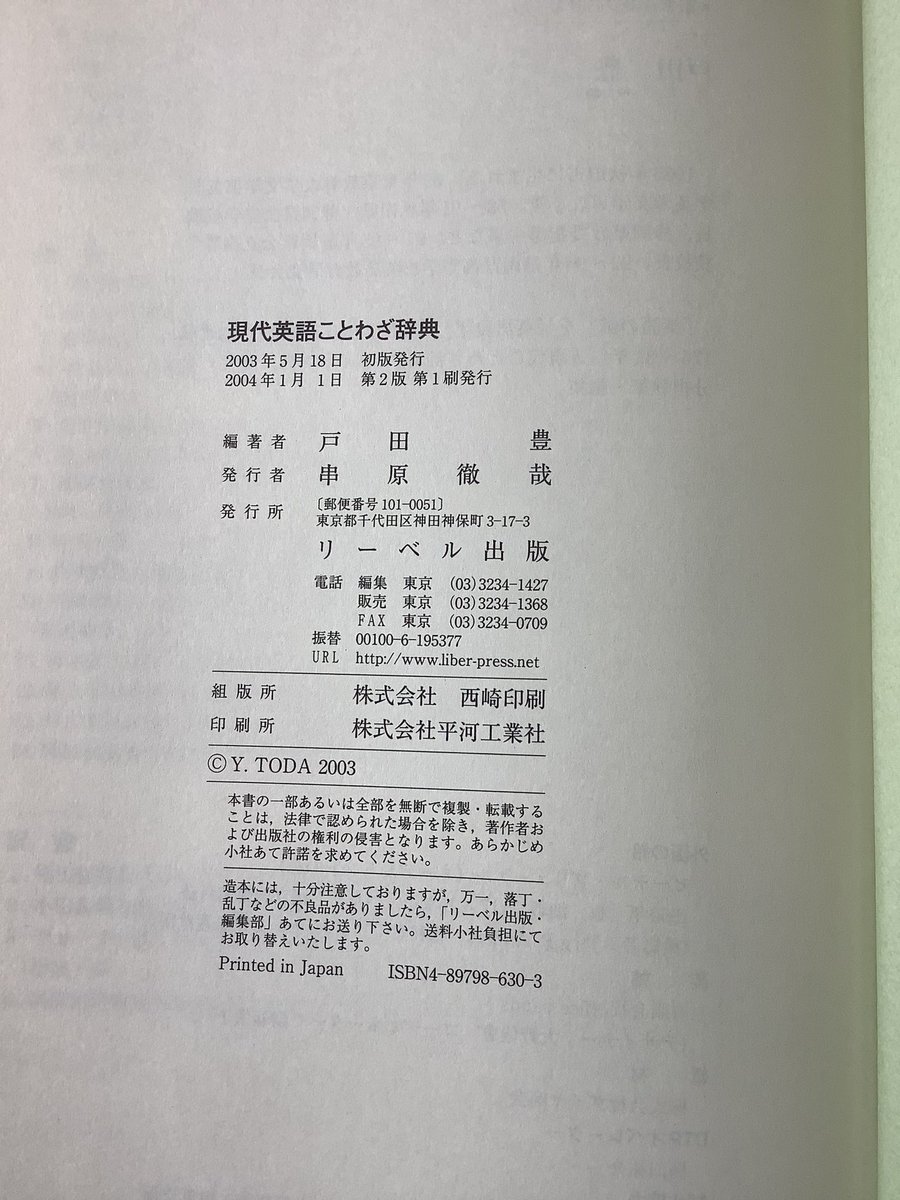 現代英語ことわざ辞典
2003年5月18日 初版発行
2004年1月 1日 第2版 第1刷発行
編著者 戸田 豊
発行者 串原徹哉
発行所 〔郵便番号 101-0051〕
東京都千代田区神田神保町3-17-3
リーベル出版
電話 編集 東京 (03)3234-1427
販売 東京 (03)3234-1368
FAX 東京 (03)3234-0709
振替 00100-6-195377
URL http://www.liber-press.net
組版所 株式会社 西崎印刷
印刷所 株式会社平河工業社
© Y. TODA 2003
本書の一部あるいは全部を無断で複製・転載する
ことは，法律で認められた場合を除き，著作者お
よび出版社の権利の侵害となります。あらかじめ
小社あて許諾を求めてください。
造本には，十分注意しておりますが，万一，落丁・
乱丁などの不良品がありましたら，「リーベル出版・
編集部」あてにお送り下さい。送料小社負担にて
お取り替えいたします。
Printed in Japan ISBN4-89798-630-3